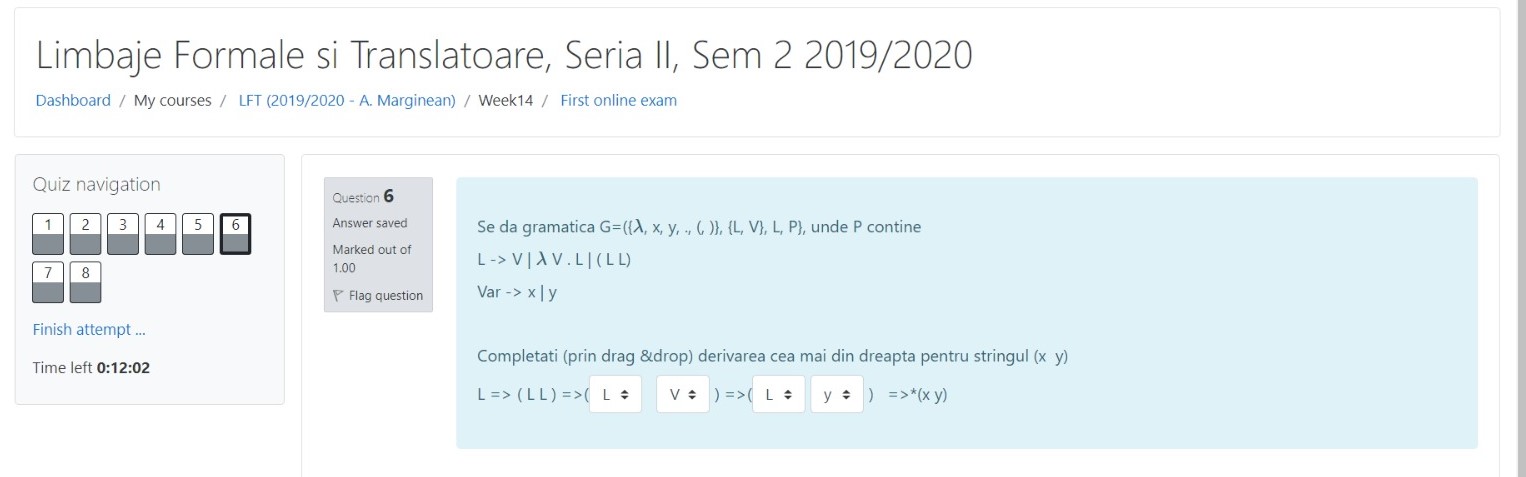 Limbaje Formale si Translatoare, Seria II, Sem 2 2019/2020
Dashboard / My courses / LFT (2019/2020 - A. Marginean) / Week14 / First online exam
Quiz navigation
1 2 3 4 5 6
7 8
Finish attempt ...
Time left 0:12:02
Question 6
Answer saved
Marked out of
1.00
Flag question
Se da gramatica G=({λ, x, y, ., (, )}, {L, V}, L, P}, unde P contine
L -> V | λ V . L | ( L L)
Var -> x | y
Completati (prin drag &drop) derivarea cea mai din dreapta pentru stringul (x y)
L => ( L L ) =>( L V ) =>( L y ) =>*(x y)